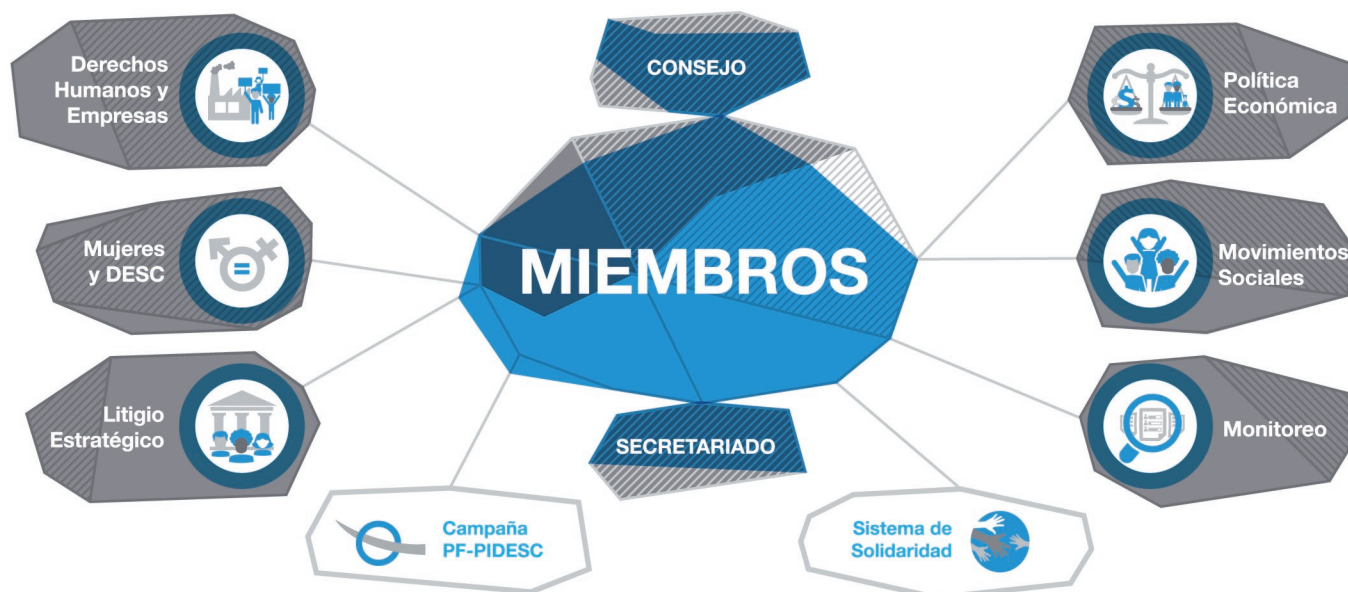 Derechos
Humanos y
Empresas
CONSEJO
Política
Económica
Mujeres
y DESC
MIEMBROS
Movimientos
Sociales
Litigio
Estratégico
SECRETARIADO
Monitoreo
Campaña
PF-PIDESC
Sistema de
Solidaridad